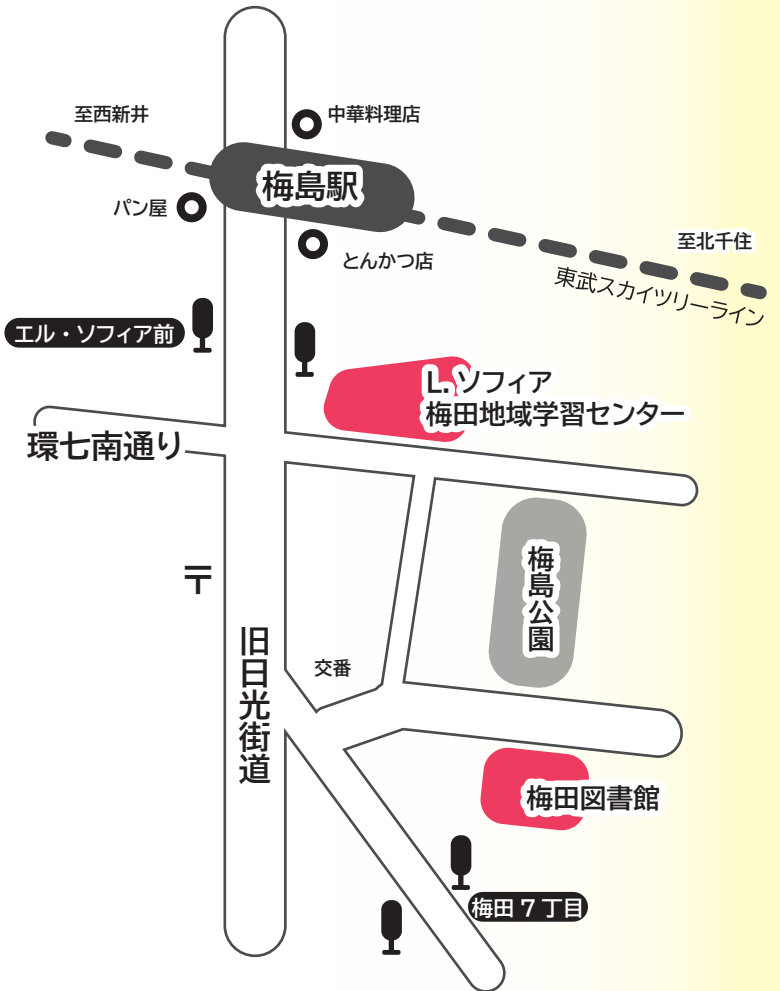 至西新井
中華料理店
梅島駅
パン屋
至北千住
とんかつ店
東武スカイツリーライン
エル・ソフィア前
L. ソフィア
梅田地域学習センター
環七南通り
〒
梅島公園
旧日光街道
交番
梅田図書館
梅田7丁目